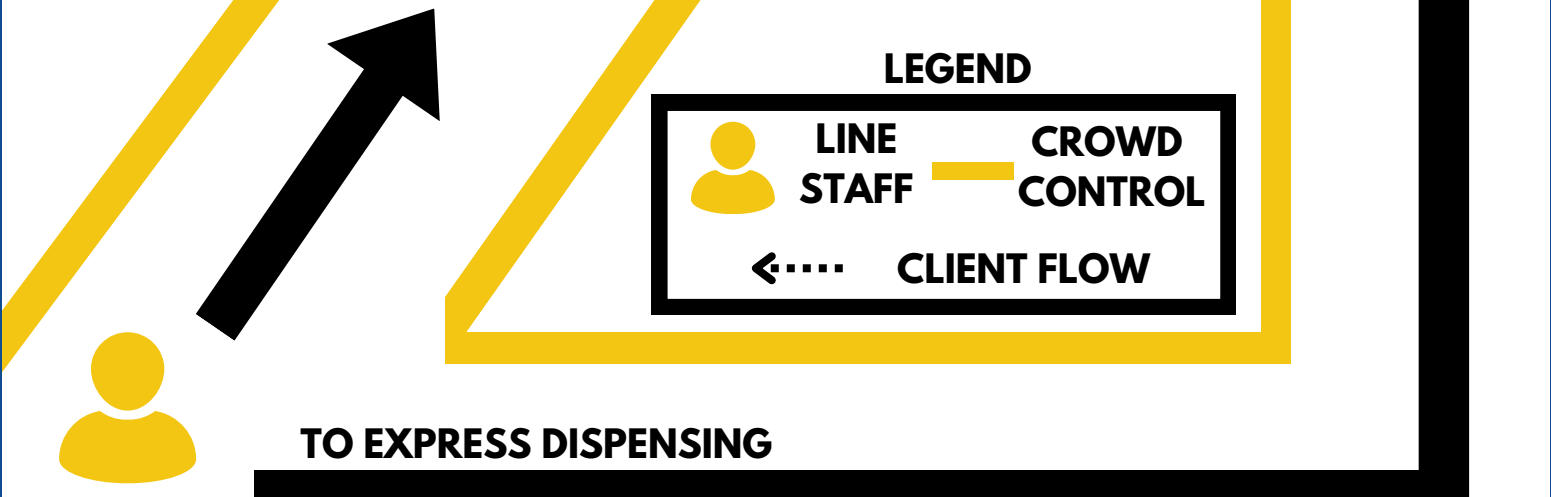 LEGEND
LINE
STAFF
CROWD
CONTROL
CLIENT FLOW
TO EXPRESS DISPENSING